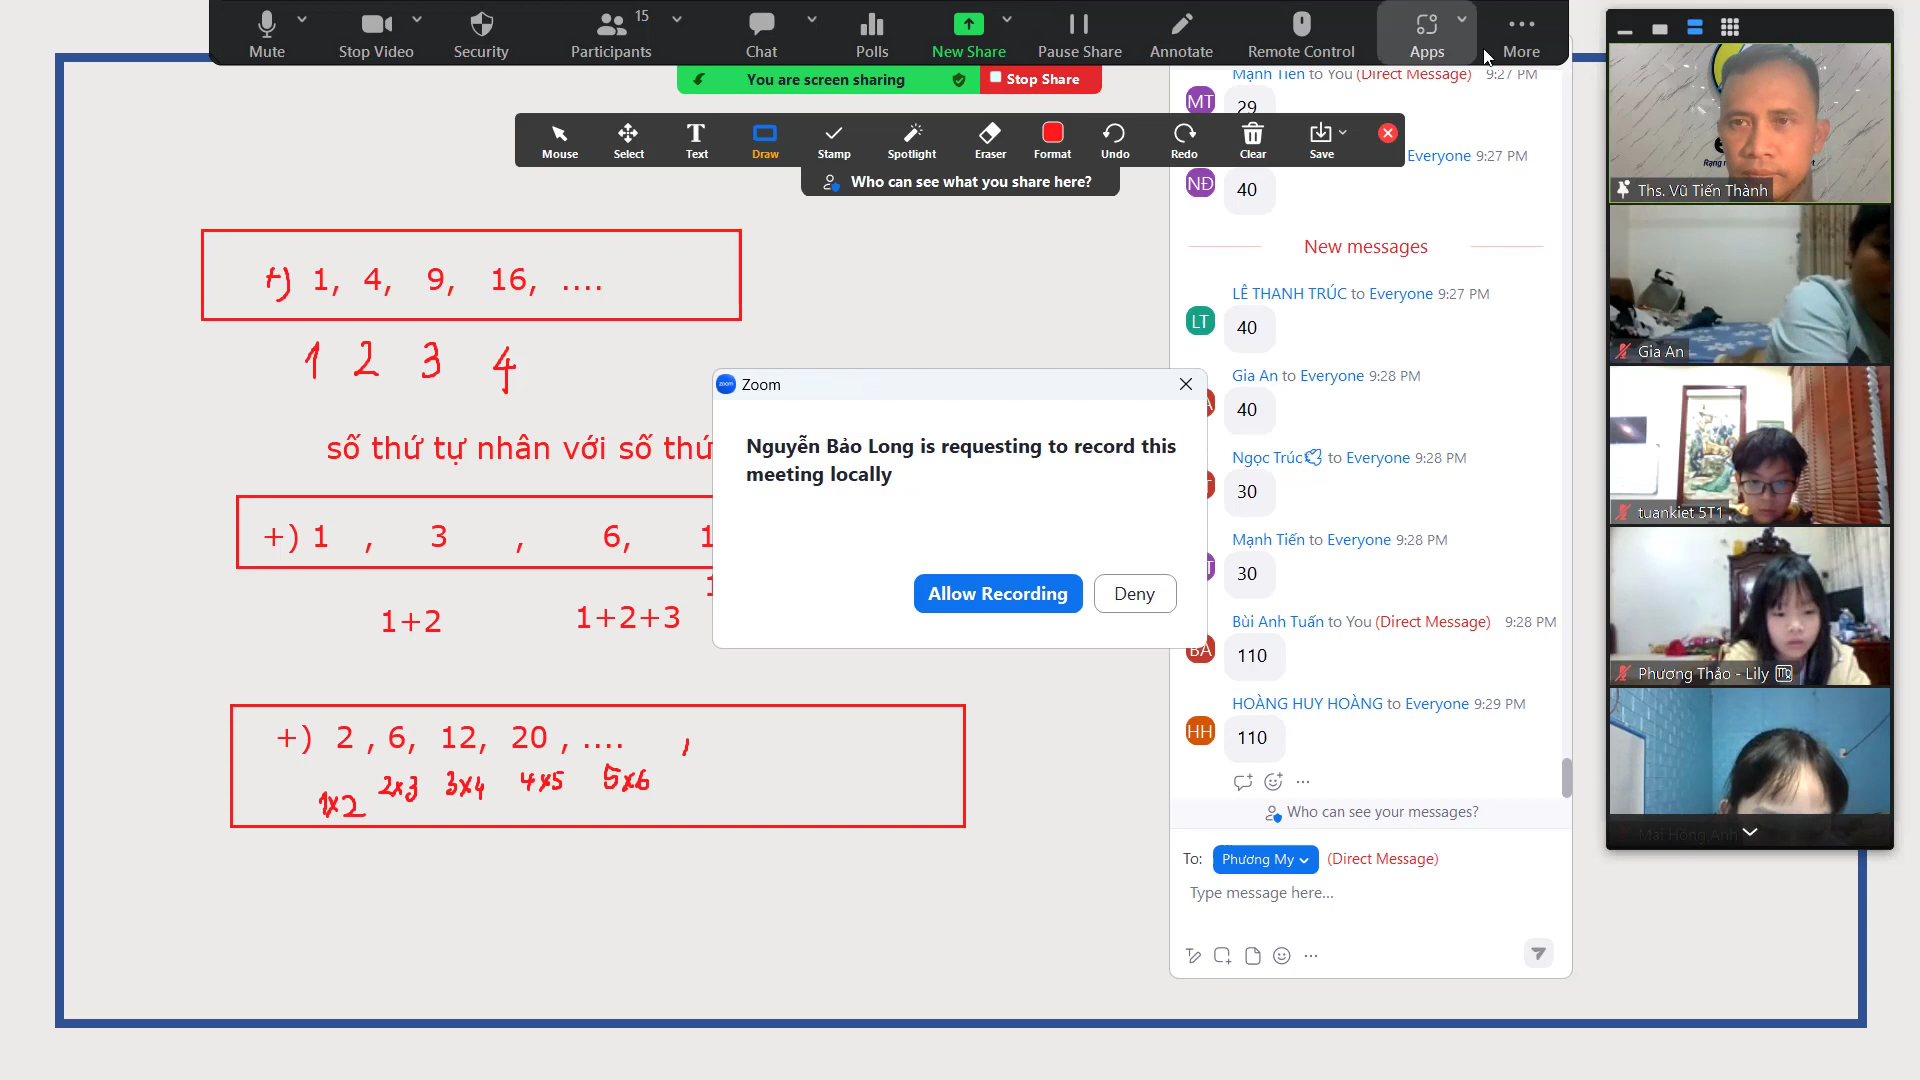 Mute
Stop Video
Security
Participants
15
Chat
Polls
New Share
Pause Share
Annotate
Remote Control
Apps
More
You are screen sharing
Stop Share
Mouse
Select
Text
Draw
Stamp
Spotlight
Eraser
Format
Undo
Redo
Clear
Save
Who can see what you share here?
+) 1, 4, 9, 16, ....
1 2 3 4
số thứ tự nhân với số thứ
+) 1 , 3 , 6,
1+2 1+2+3
+) 2 , 6, 12, 20 , .... ,
1x2 2x3 3x4 4x5 5x6
Zoom
Nguyễn Bảo Long is requesting to record this
meeting locally
Allow Recording
Deny
Mạnh Tiến to You (Direct Message) 9:27 PM
MT
29
Everyone 9:27 PM
NĐ
40
New messages
LÊ THANH TRÚC to Everyone 9:27 PM
LT
40
Gia An to Everyone 9:28 PM
40
Ngọc Trúc to Everyone 9:28 PM
30
Mạnh Tiến to Everyone 9:28 PM
30
Bùi Anh Tuấn to You (Direct Message) 9:28 PM
BA
110
HOÀNG HUY HOÀNG to Everyone 9:29 PM
HH
110
Who can see your messages?
To: Phương My (Direct Message)
Type message here...
Ths. Vũ Tiến Thành
Gia An
tuankiet 5T1
Phương Thảo - Lily
Mai Hồng Anh